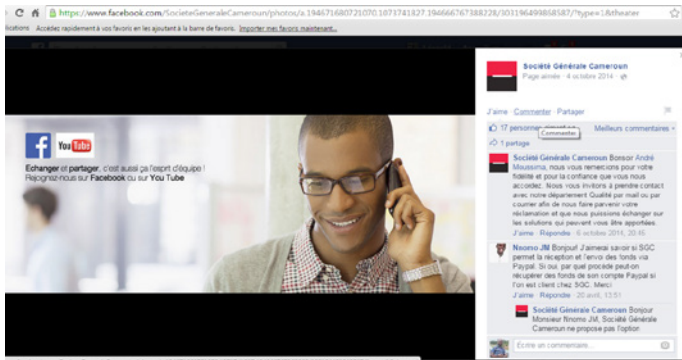 https://www.facebook.com/SocieteGeneraleCameroun/photos/a.194671680721070.1073741827.194666767388228/303196499868587/?type=1&theater
Accédez rapidement à vos favoris en les ajoutant à la barre de favoris. Importer mes favoris maintenant...
You Tube
Echanger et partager, c'est aussi ça l'esprit d'équipe !
Rejoignez-nous sur Facebook ou sur You Tube
Société Générale Cameroun
Page aimée · 4 octobre 2014
J'aime · Commenter · Partager
17 personnes Meilleurs commentaires
Commenter
1 partage
Société Générale Cameroun Bonsoir André
Moussima, nous vous remercions pour votre
fidélité et pour la confiance que vous nous
accordez. Nous vous invitons à prendre contact
avec notre département Qualité par mail ou par
courrier afin de nous faire parvenir votre
réclamation et que nous puissions échanger sur
les solutions qui peuvent vous être apportées.
J'aime · Répondre · 6 octobre 2014, 20:45
Nnomo JM Bonjour! J'aimerai savoir si SGC
permet la réception et l'envoi des fonds via
Paypal. Si oui, par quel procédé peut-on
récupérer des fonds de son compte Paypal si
l'on est client chez SGC. Merci
J'aime · Répondre · 20 avril, 13:51
Société Générale Cameroun Bonjour
Monsieur Nnomo JM, Société Générale
Cameroun ne propose pas l'option
Écrire un commentaire...